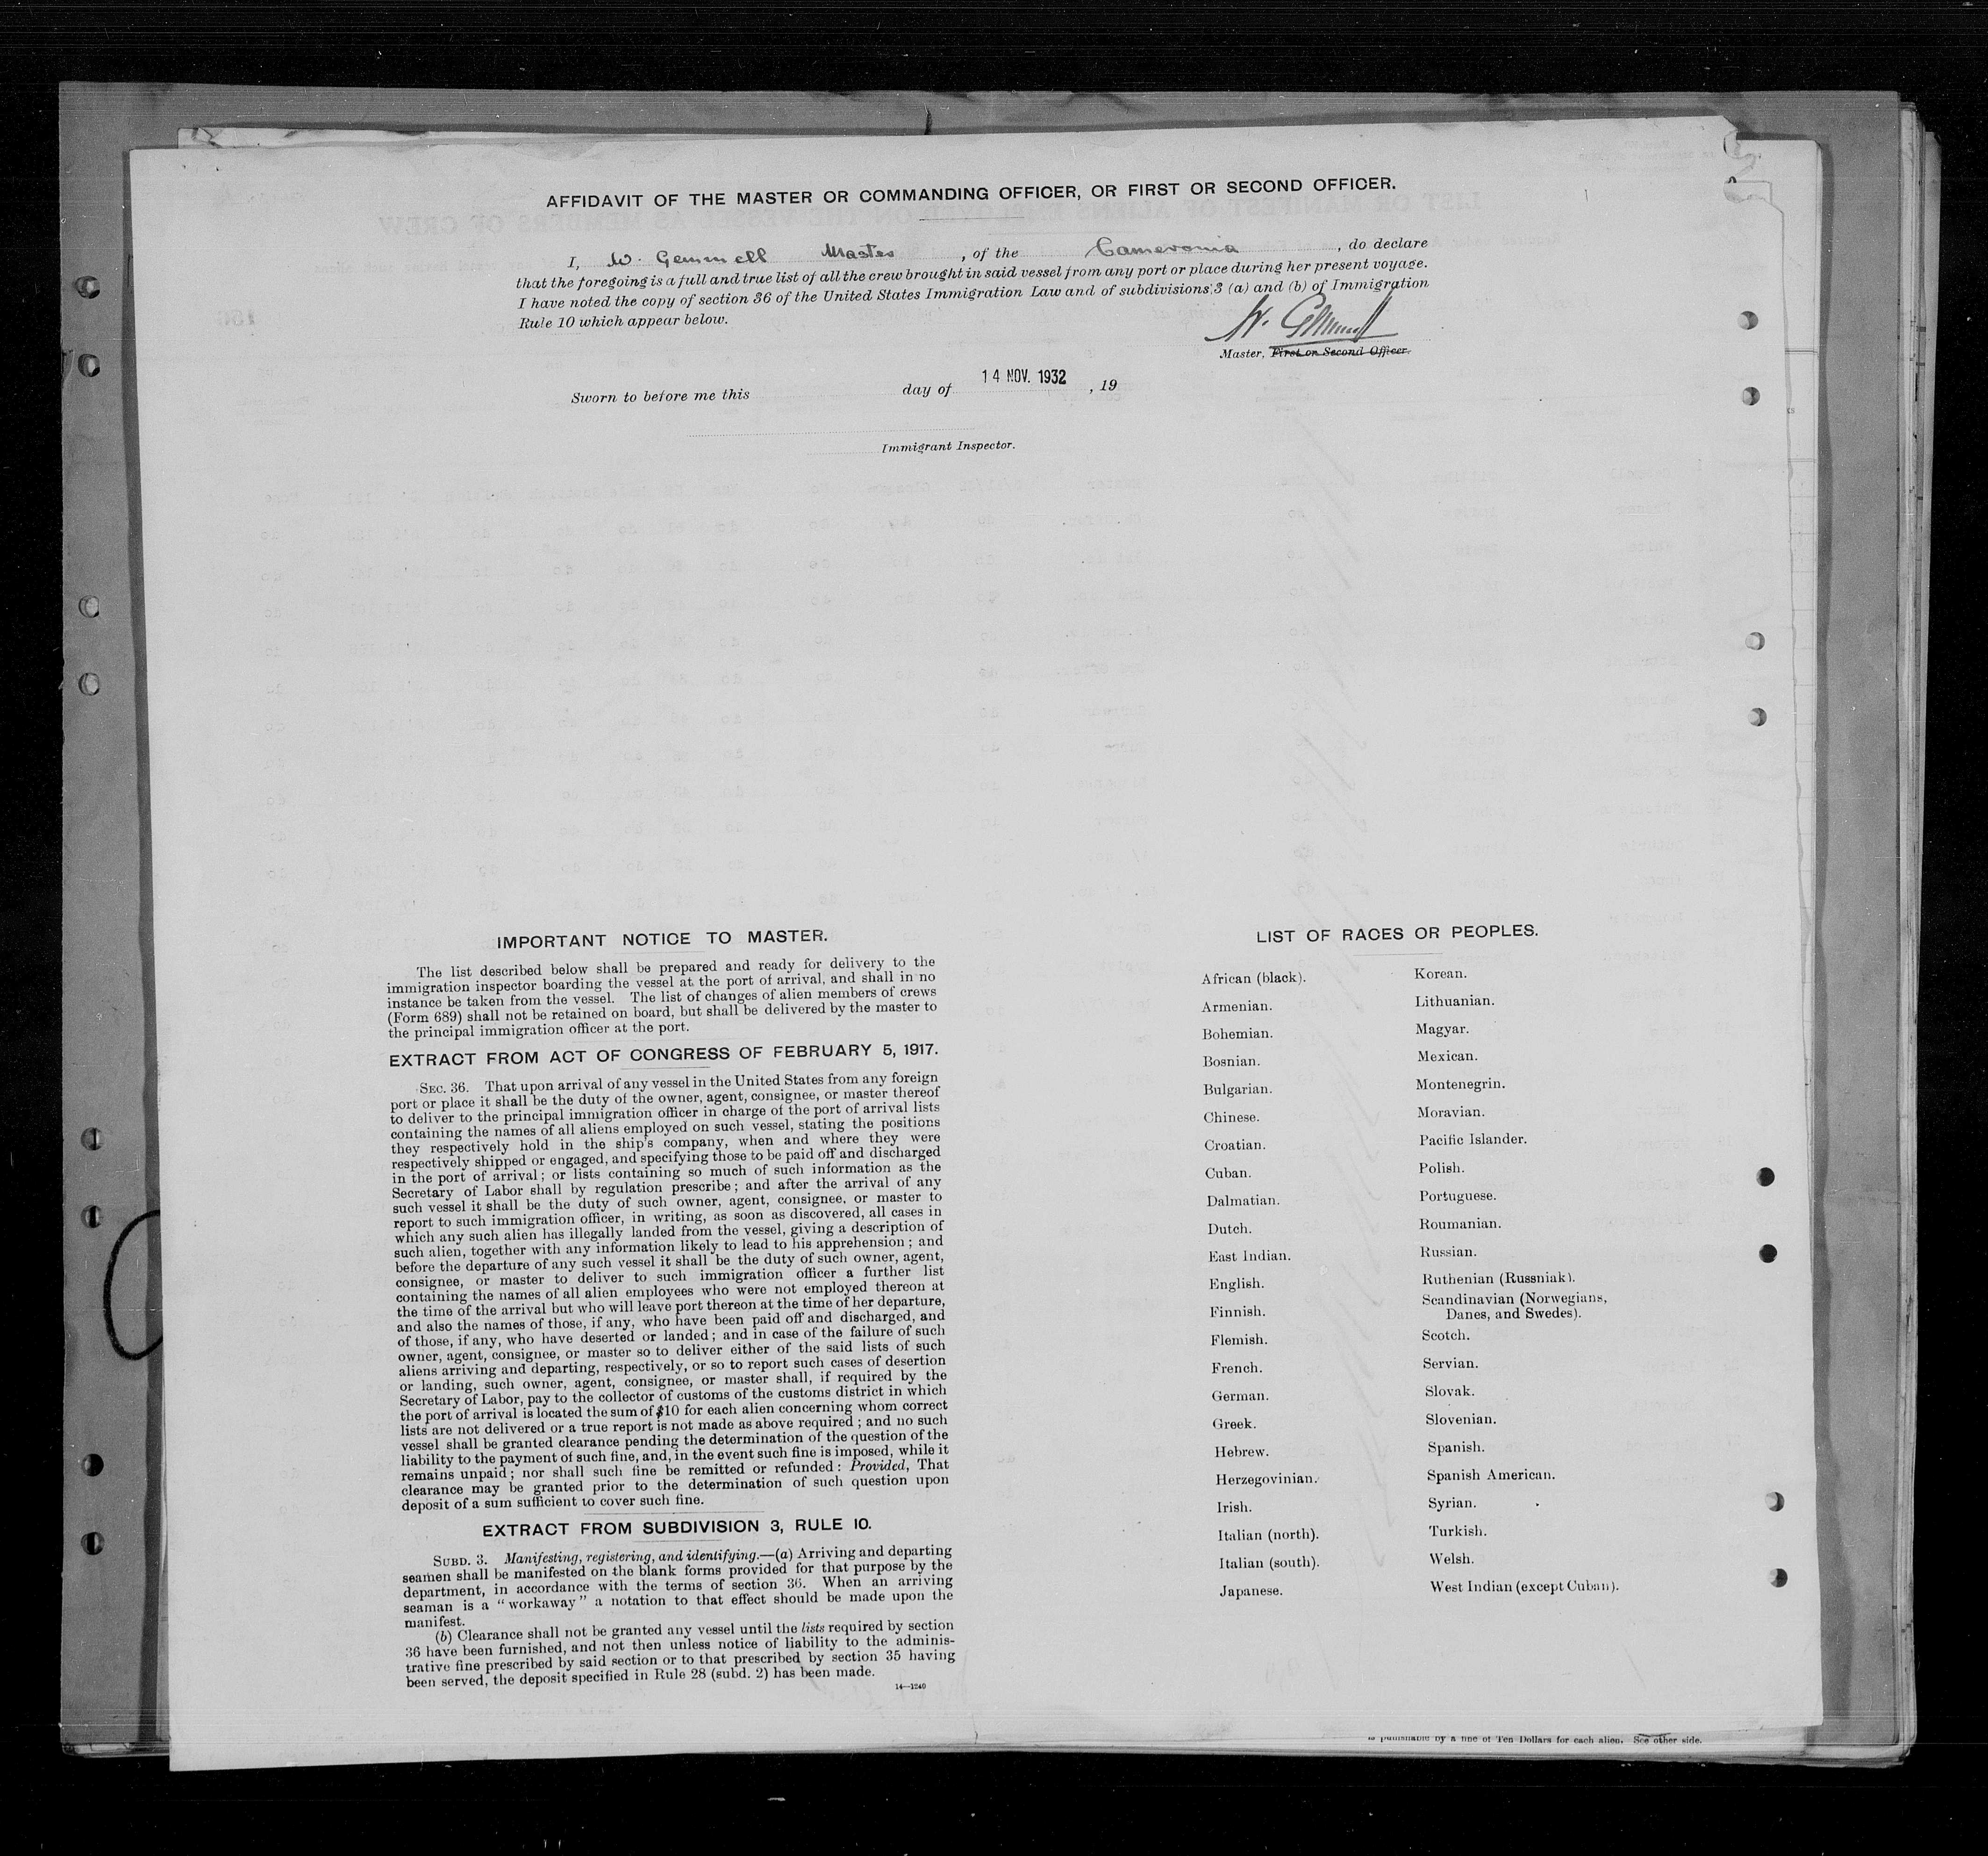 AFFIDAVIT OF THE MASTER OR COMMANDING OFFICER, OR FIRST OR SECOND OFFICER.
I, W. Gemmell Master, of the Cameronia, do declare
that the foregoing is a full and true list of all the crew brought in said vessel from any port or place during her present voyage.
I have noted the copy of section 36 of the United States Immigration Law and of subdivisions 3 (a) and (b) of Immigration
Rule 10 which appear below.
W. Gemmell
Master, First or Second Officer.
Sworn to before me this day of 14 NOV. 1932, 19
Immigrant Inspector.
IMPORTANT NOTICE TO MASTER.
The list described below shall be prepared and ready for delivery to the
immigration inspector boarding the vessel at the port of arrival, and shall in no
instance be taken from the vessel. The list of changes of alien members of crews
(Form 689) shall not be retained on board, but shall be delivered by the master to
the principal immigration officer at the port.
EXTRACT FROM ACT OF CONGRESS OF FEBRUARY 5, 1917.
SEC. 36. That upon arrival of any vessel in the United States from any foreign
port or place it shall be the duty of the owner, agent, consignee, or master thereof
to deliver to the principal immigration officer in charge of the port of arrival lists
containing the names of all aliens employed on such vessel, stating the positions
they respectively hold in the ship's company, when and where they were
respectively shipped or engaged, and specifying those to be paid off and discharged
in the port of arrival; or lists containing so much of such information as the
Secretary of Labor shall by regulation prescribe; and after the arrival of any
such vessel it shall be the duty of such owner, agent, consignee, or master to
report to such immigration officer, in writing, as soon as discovered, all cases in
which any such alien has illegally landed from the vessel, giving a description of
such alien, together with any information likely to lead to his apprehension; and
before the departure of any such vessel it shall be the duty of such owner, agent,
consignee, or master to deliver to such immigration officer a further list
containing the names of all alien employees who were not employed thereon at
the time of the arrival but who will leave port thereon at the time of her departure,
and also the names of those, if any, who have been paid off and discharged, and
of those, if any, who have deserted or landed; and in case of the failure of such
owner, agent, consignee, or master so to deliver either of the said lists of such
aliens arriving and departing, respectively, or so to report such cases of desertion
or landing, such owner, agent, consignee, or master shall, if required by the
Secretary of Labor, pay to the collector of customs of the customs district in which
the port of arrival is located the sum of $10 for each alien concerning whom correct
lists are not delivered or a true report is not made as above required; and no such
vessel shall be granted clearance pending the determination of the question of the
liability to the payment of such fine, and, in the event such fine is imposed, while it
remains unpaid; nor shall such fine be remitted or refunded: Provided, That
clearance may be granted prior to the determination of such question upon
deposit of a sum sufficient to cover such fine.
EXTRACT FROM SUBDIVISION 3, RULE 10.
SUBD. 3. Manifesting, registering, and identifying.—(a) Arriving and departing
seamen shall be manifested on the blank forms provided for that purpose by the
department, in accordance with the terms of section 36. When an arriving
seaman is a "workaway" a notation to that effect should be made upon the
manifest.
(b) Clearance shall not be granted any vessel until the lists required by section
36 have been furnished, and not then unless notice of liability to the adminis-
trative fine prescribed by said section or to that prescribed by section 35 having
been served, the deposit specified in Rule 28 (subd. 2) has been made.
14—1240
LIST OF RACES OR PEOPLES.
African (black).
Armenian.
Bohemian.
Bosnian.
Bulgarian.
Chinese.
Croatian.
Cuban.
Dalmatian.
Dutch.
East Indian.
English.
Finnish.
Flemish.
French.
German.
Greek.
Hebrew.
Herzegovinian.
Irish.
Italian (north).
Italian (south).
Japanese.
Korean.
Lithuanian.
Magyar.
Mexican.
Montenegrin.
Moravian.
Pacific Islander.
Polish.
Portuguese.
Roumanian.
Russian.
Ruthenian (Russniak).
Scandinavian (Norwegians,
Danes, and Swedes).
Scotch.
Servian.
Slovak.
Slovenian.
Spanish.
Spanish American.
Syrian.
Turkish.
Welsh.
West Indian (except Cuban).
is punishable by a fine of Ten Dollars for each alien. See other side.